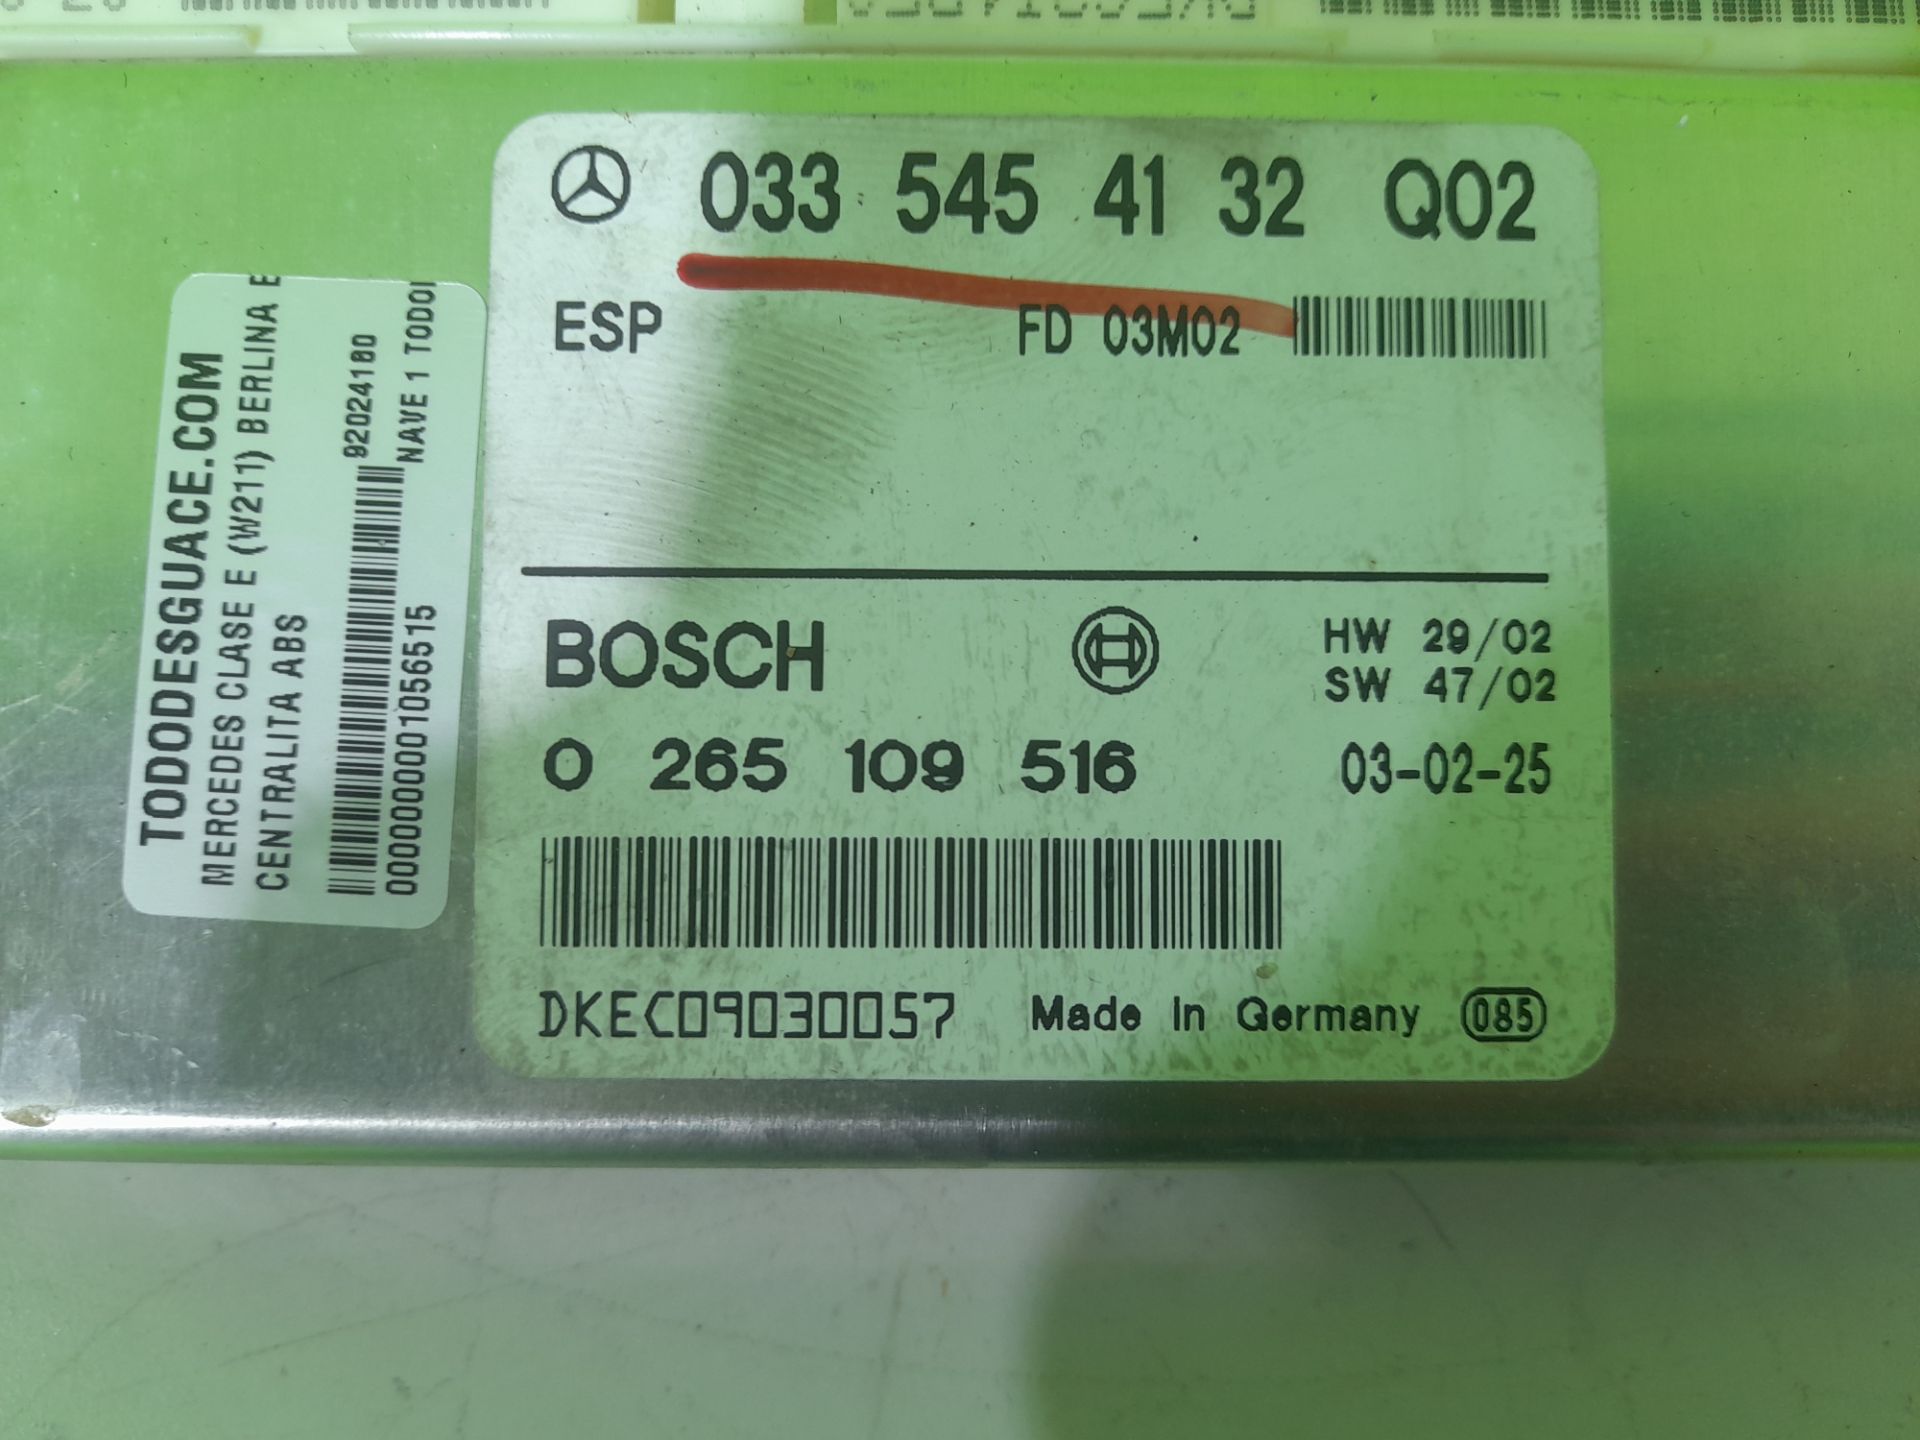 033 545 41 32 Q02
ESP FD 03M02
BOSCH HW 29/02
SW 47/02
0 265 109 516 03-02-25
DKEC09030057 Made In Germany 085
TODODESGUACE.COM
MERCEDES CLASE E (W211) BERLINA E
CENTRALITA ABS
92024180
0000000001056515
NAVE 1